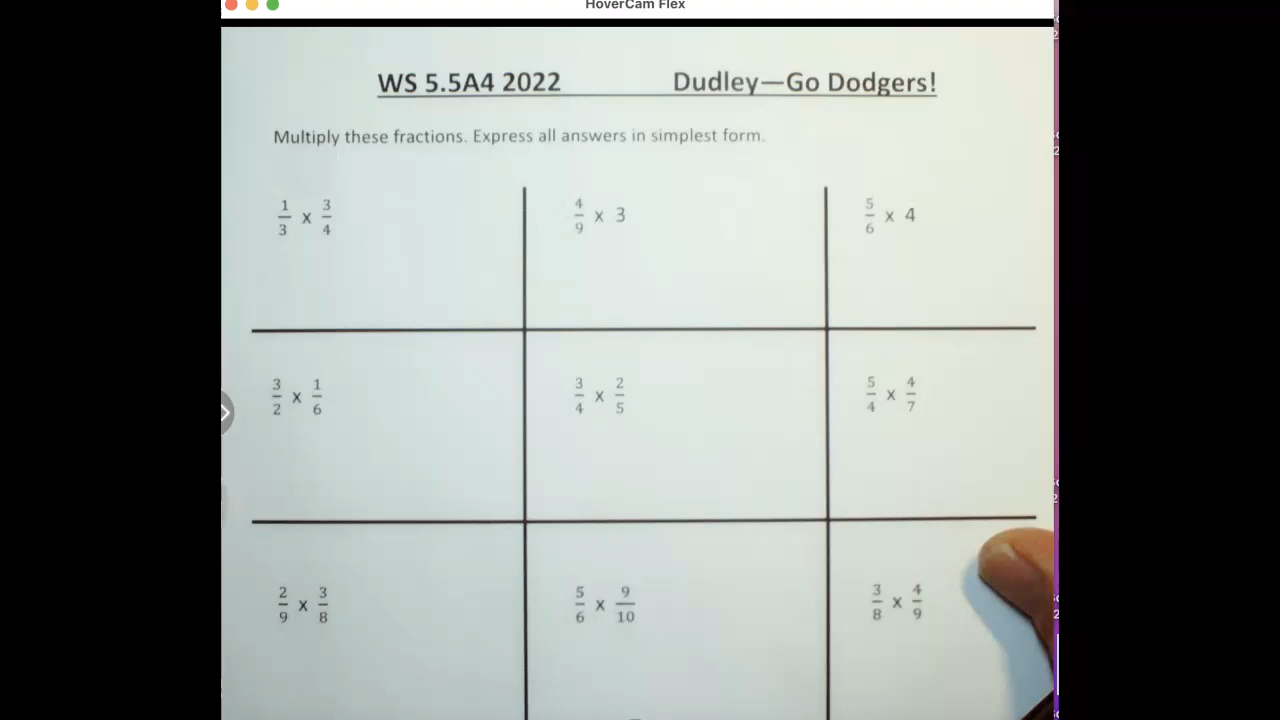 HoverCam Flex
WS 5.5A4 2022 Dudley—Go Dodgers!
Multiply these fractions. Express all answers in simplest form.
1/3 x 3/4
4/9 x 3
5/6 x 4
3/2 x 1/6
3/4 x 2/5
5/4 x 4/7
2/9 x 3/8
5/6 x 9/10
3/8 x 4/9